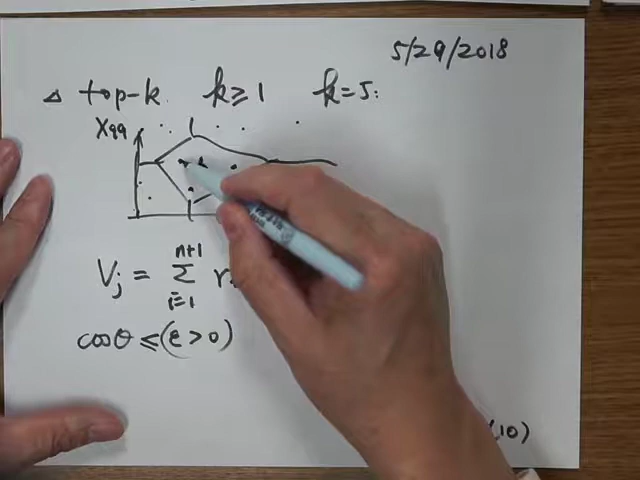 5/29/2018
△ top-k k≥1 k=5:
X99
n+1
Vj = Σ r
i=1
cosθ ≤ (ε>0)
(10)